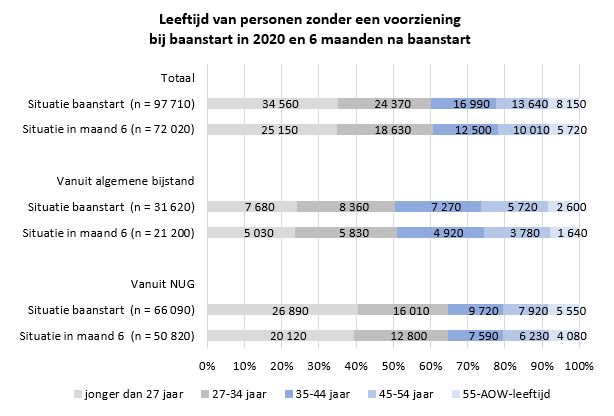 Leeftijd van personen zonder een voorziening
bij baanstart in 2020 en 6 maanden na baanstart
Totaal
Situatie baanstart (n = 97 710) 34 560 24 370 16 990 13 640 8 150
Situatie in maand 6 (n = 72 020) 25 150 18 630 12 500 10 010 5 720
Vanuit algemene bijstand
Situatie baanstart (n = 31 620) 7 680 8 360 7 270 5 720 2 600
Situatie in maand 6 (n = 21 200) 5 030 5 830 4 920 3 780 1 640
Vanuit NUG
Situatie baanstart (n = 66 090) 26 890 16 010 9 720 7 920 5 550
Situatie in maand 6 (n = 50 820) 20 120 12 800 7 590 6 230 4 080
0% 10% 20% 30% 40% 50% 60% 70% 80% 90% 100%
jonger dan 27 jaar 27-34 jaar 35-44 jaar 45-54 jaar 55-AOW-leeftijd